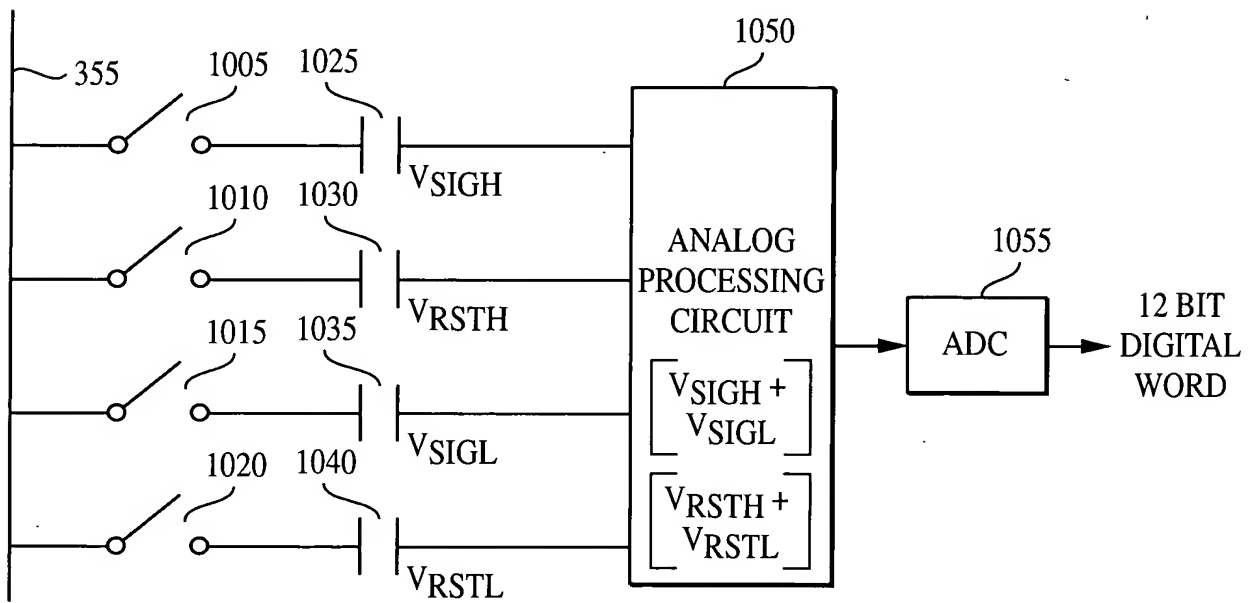 355
1005
1025
VSIGH
1010
1030
VRSTH
1015
1035
VSIGL
1020
1040
VRSTL
1050
ANALOG
PROCESSING
CIRCUIT
VSIGH +
VSIGL
VRSTH +
VRSTL
1055
ADC
12 BIT
DIGITAL
WORD